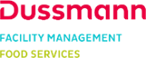 Dussmann
FACILITY MANAGEMENT
FOOD SERVICES